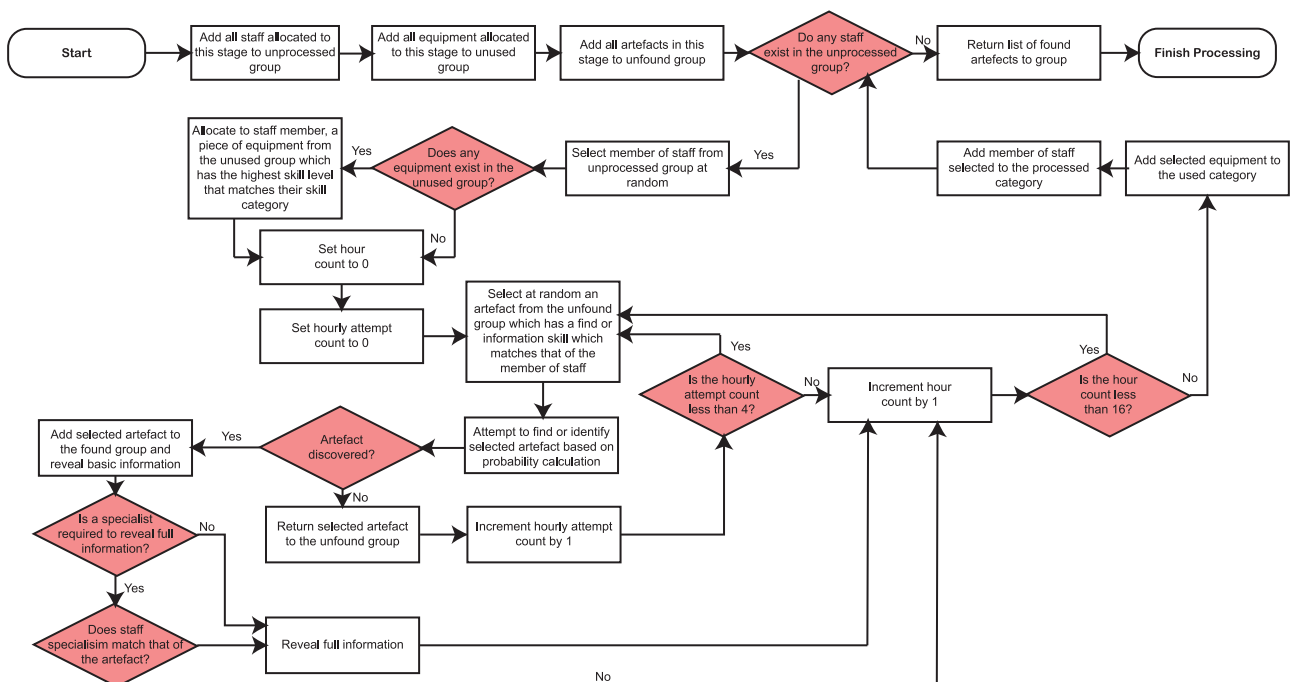 Start
Add all staff allocated to
this stage to unprocessed
group
Add all equipment allocated
to this stage to unused
group
Add all artefacts in this
stage to unfound group
Do any staff
exist in the unprocessed
group?
No
Return list of found
artefacts to group
Finish Processing
Allocate to staff member, a
piece of equipment from
the unused group which
has the highest skill level
that matches their skill
category
Yes
Does any
equipment exist in the
unused group?
Select member of staff from
unprocessed group at
random
Yes
Add member of staff
selected to the processed
category
Add selected equipment to
the used category
No
Set hour
count to 0
Set hourly attempt
count to 0
Select at random an
artefact from the unfound
group which has a find or
information skill which
matches that of the
member of staff
Yes
Is the hourly
attempt count
less than 4?
No
Increment hour
count by 1
Yes
Is the hour
count less
than 16?
No
Add selected artefact to
the found group and
reveal basic information
Yes
Artefact
discovered?
Attempt to find or identify
selected artefact based on
probability calculation
No
Return selected artefact
to the unfound group
Increment hourly attempt
count by 1
Is a specialist
required to reveal full
information?
No
Yes
Does staff
specialisim match that of
the artefact?
Reveal full information
No